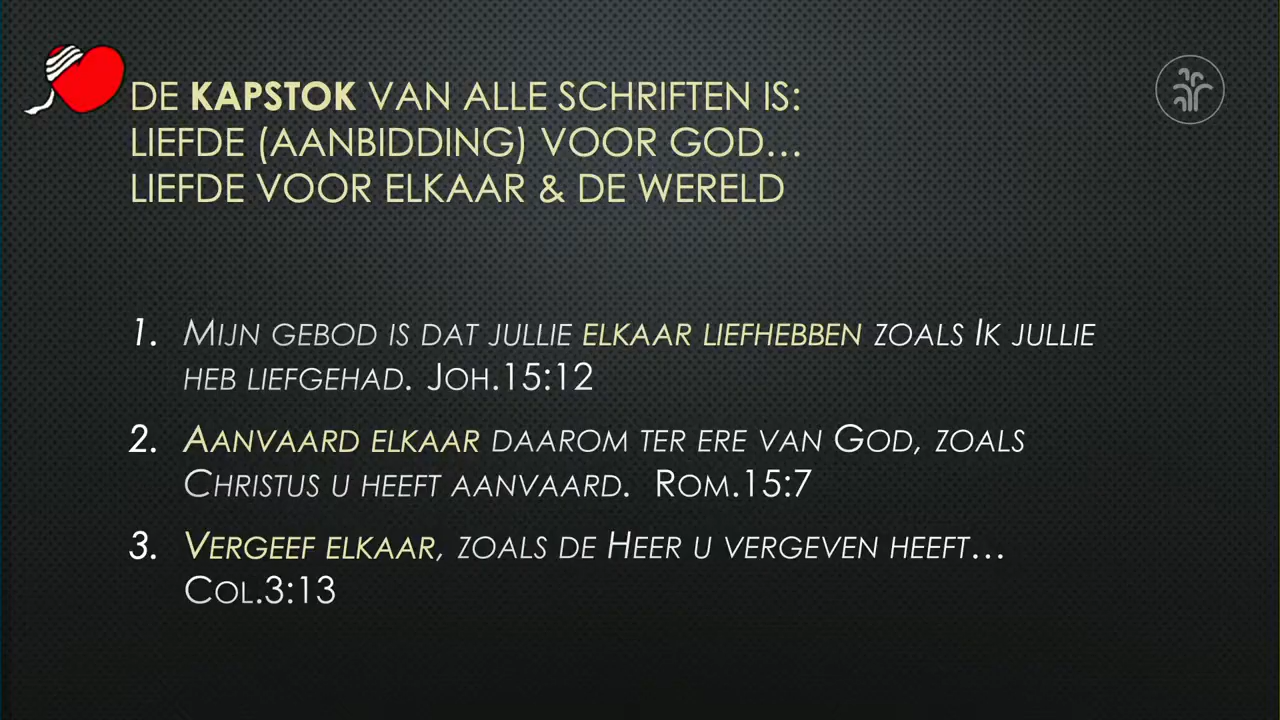 DE KAPSTOK VAN ALLE SCHRIFTEN IS:
LIEFDE (AANBIDDING) VOOR GOD…
LIEFDE VOOR ELKAAR & DE WERELD
1. MIJN GEBOD IS DAT JULLIE ELKAAR LIEFHEBBEN ZOALS IK JULLIE
HEB LIEFGEHAD. JOH.15:12
2. AANVAARD ELKAAR DAAROM TER ERE VAN GOD, ZOALS
CHRISTUS U HEEFT AANVAARD. ROM.15:7
3. VERGEEF ELKAAR, ZOALS DE HEER U VERGEVEN HEEFT…
COL.3:13